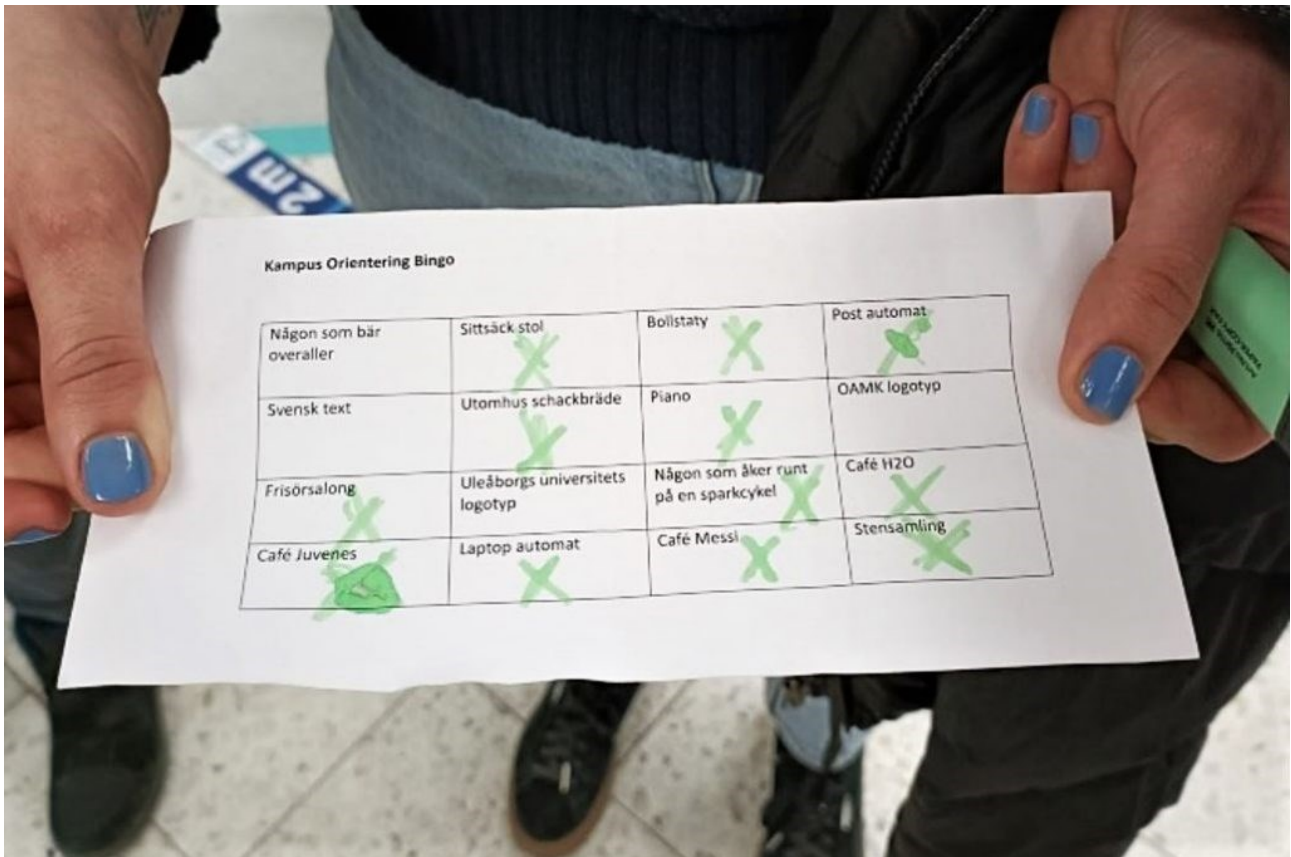 2 m
Kampus Orientering Bingo
Någon som bär
overaller
Sittsäck stol
Bollstaty
Post automat
Svensk text
Utomhus schackbräde
Piano
OAMK logotyp
Frisörsalong
Uleåborgs universitets
logotyp
Någon som åker runt
på en sparkcykel
Café H2O
Café Juvenes
Laptop automat
Café Messi
Stensamling